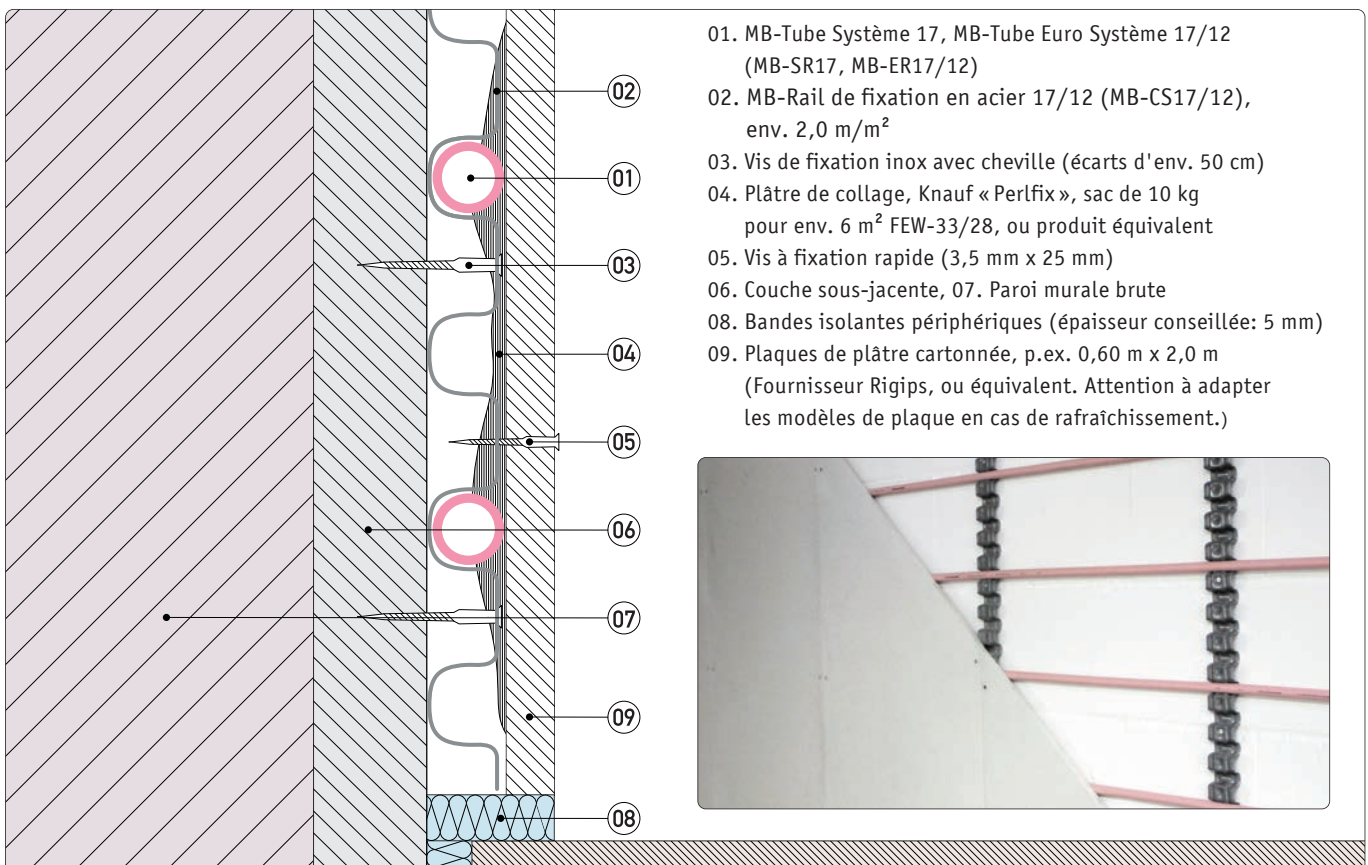 01. MB-Tube Système 17, MB-Tube Euro Système 17/12
(MB-SR17, MB-ER17/12)
02. MB-Rail de fixation en acier 17/12 (MB-CS17/12),
env. 2,0 m/m²
03. Vis de fixation inox avec cheville (écarts d'env. 50 cm)
04. Plâtre de collage, Knauf « Perlfix », sac de 10 kg
pour env. 6 m² FEW-33/28, ou produit équivalent
05. Vis à fixation rapide (3,5 mm x 25 mm)
06. Couche sous-jacente, 07. Paroi murale brute
08. Bandes isolantes périphériques (épaisseur conseillée: 5 mm)
09. Plaques de plâtre cartonnée, p.ex. 0,60 m x 2,0 m
(Fournisseur Rigips, ou équivalent. Attention à adapter
les modèles de plaque en cas de rafraîchissement.)
02
01
03
04
05
06
07
09
08